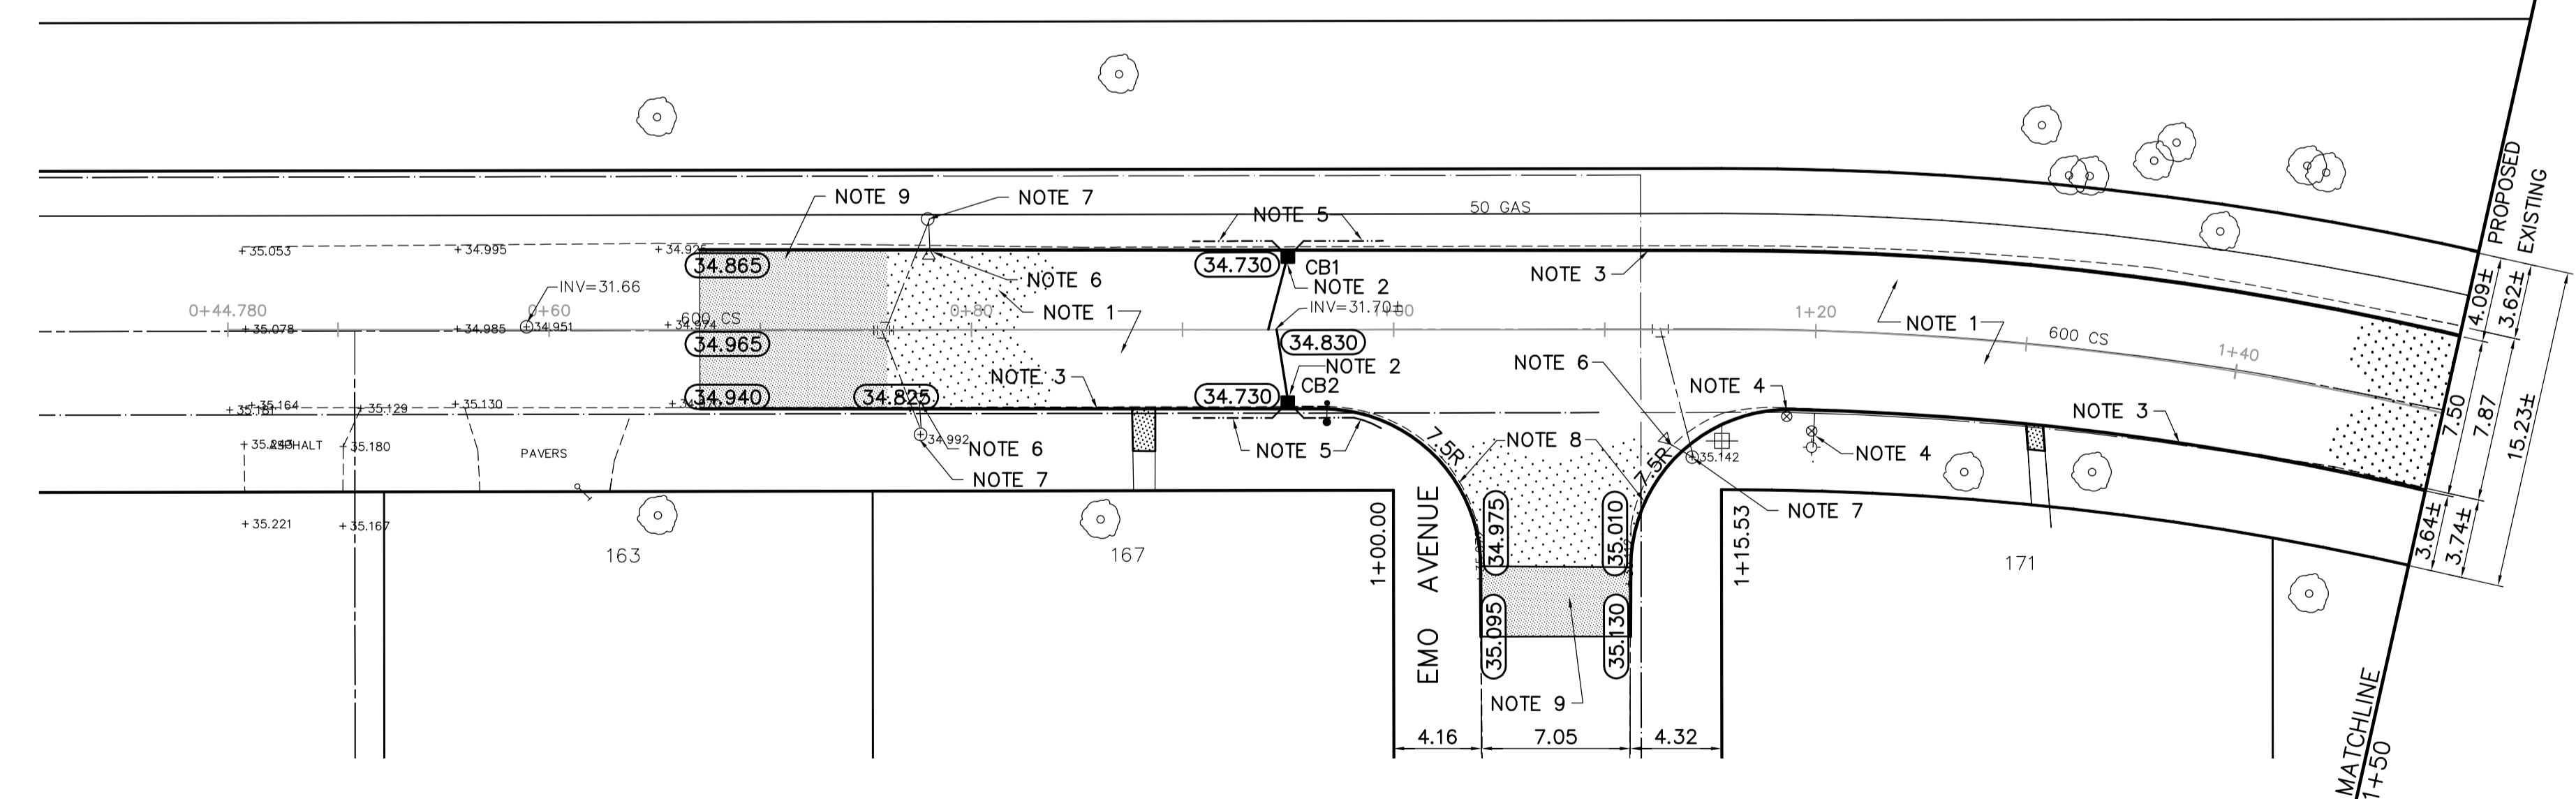 NOTE 9
NOTE 7
NOTE 5
50 GAS
PROPOSED
EXISTING
+35.053
+34.995
34.865
34.730
CB1
NOTE 2
NOTE 3
NOTE 6
4.09±
3.62±
INV=31.66
0+44.780
0+60
+35.078
+34.985
34.951
+34.974
600 CS
0+80
NOTE 1
INV=31.70±
1+20
NOTE 1
600 CS
1+40
34.965
34.830
NOTE 2
CB2
NOTE 3
NOTE 6
NOTE 4
NOTE 3
34.940
34.825
34.730
+35.164
+35.129
+35.130
7.50
7.87
15.23±
ASPHALT
+35.180
PAVERS
34.992
NOTE 6
NOTE 7
NOTE 5
7.5R
NOTE 8
7.5R
35.142
NOTE 4
NOTE 7
+35.221
+35.167
163
167
171
1+00.00
EMO AVENUE
34.975
35.010
1+15.53
3.64±
3.74±
35.095
35.130
NOTE 9
4.16
7.05
4.32
MATCHLINE
1+50